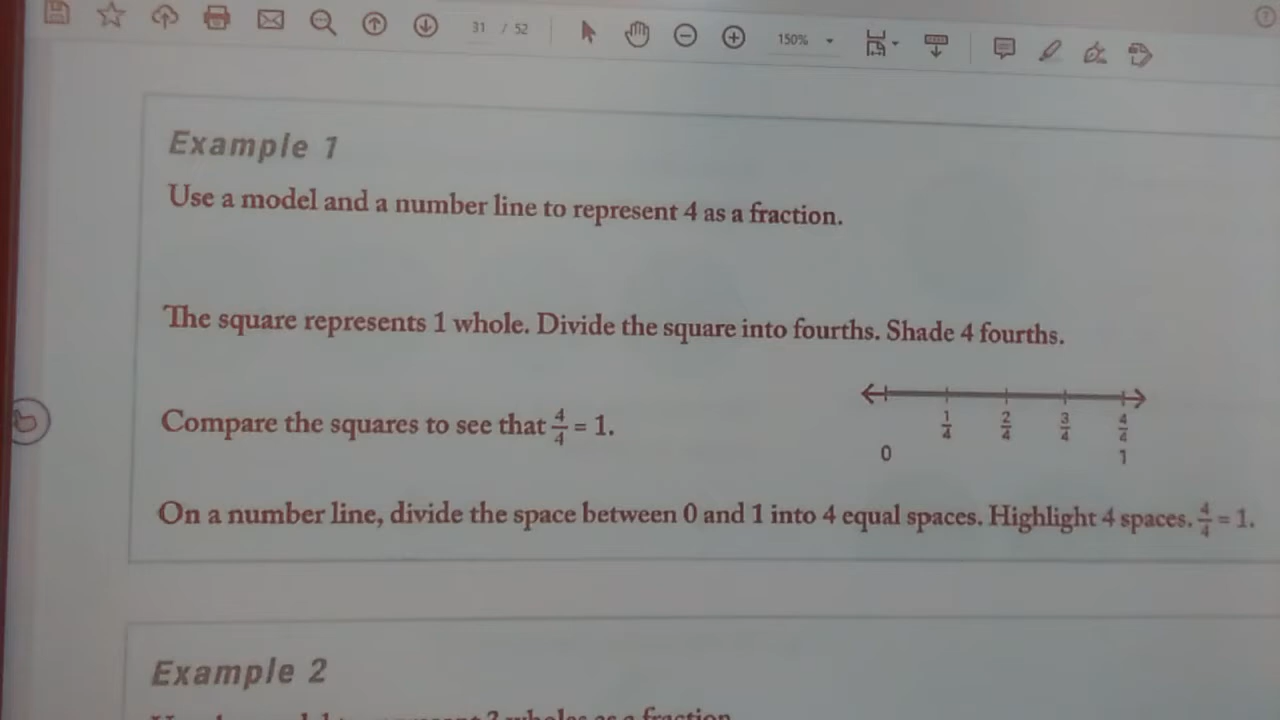 31 / 52
150%
Example 1
Use a model and a number line to represent 4 as a fraction.
The square represents 1 whole. Divide the square into fourths. Shade 4 fourths.
Compare the squares to see that 4/4 = 1.
1/4 2/4 3/4 4/4
0 1
On a number line, divide the space between 0 and 1 into 4 equal spaces. Highlight 4 spaces. 4/4 = 1.
Example 2
as a fraction